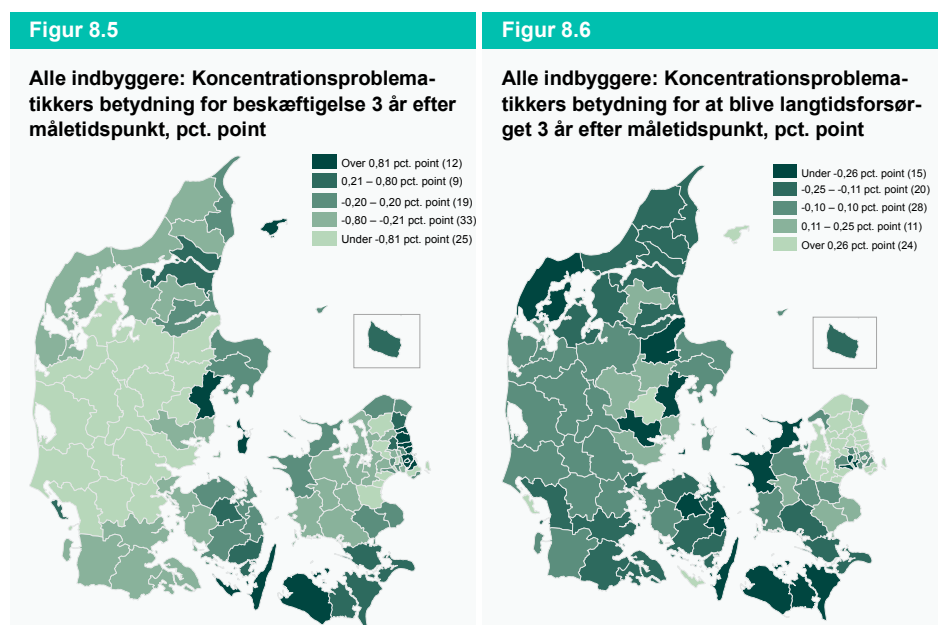 Figur 8.5
Alle indbyggere: Koncentrationsproblema-
tikkers betydning for beskæftigelse 3 år efter
måletidspunkt, pct. point
Over 0,81 pct. point (12)
0,21 – 0,80 pct. point (9)
-0,20 – 0,20 pct. point (19)
-0,80 – -0,21 pct. point (33)
Under -0,81 pct. point (25)
Figur 8.6
Alle indbyggere: Koncentrationsproblema-
tikkers betydning for at blive langtidsforsør-
get 3 år efter måletidspunkt, pct. point
Under -0,26 pct. point (15)
-0,25 – -0,11 pct. point (20)
-0,10 – 0,10 pct. point (28)
0,11 – 0,25 pct. point (11)
Over 0,26 pct. point (24)